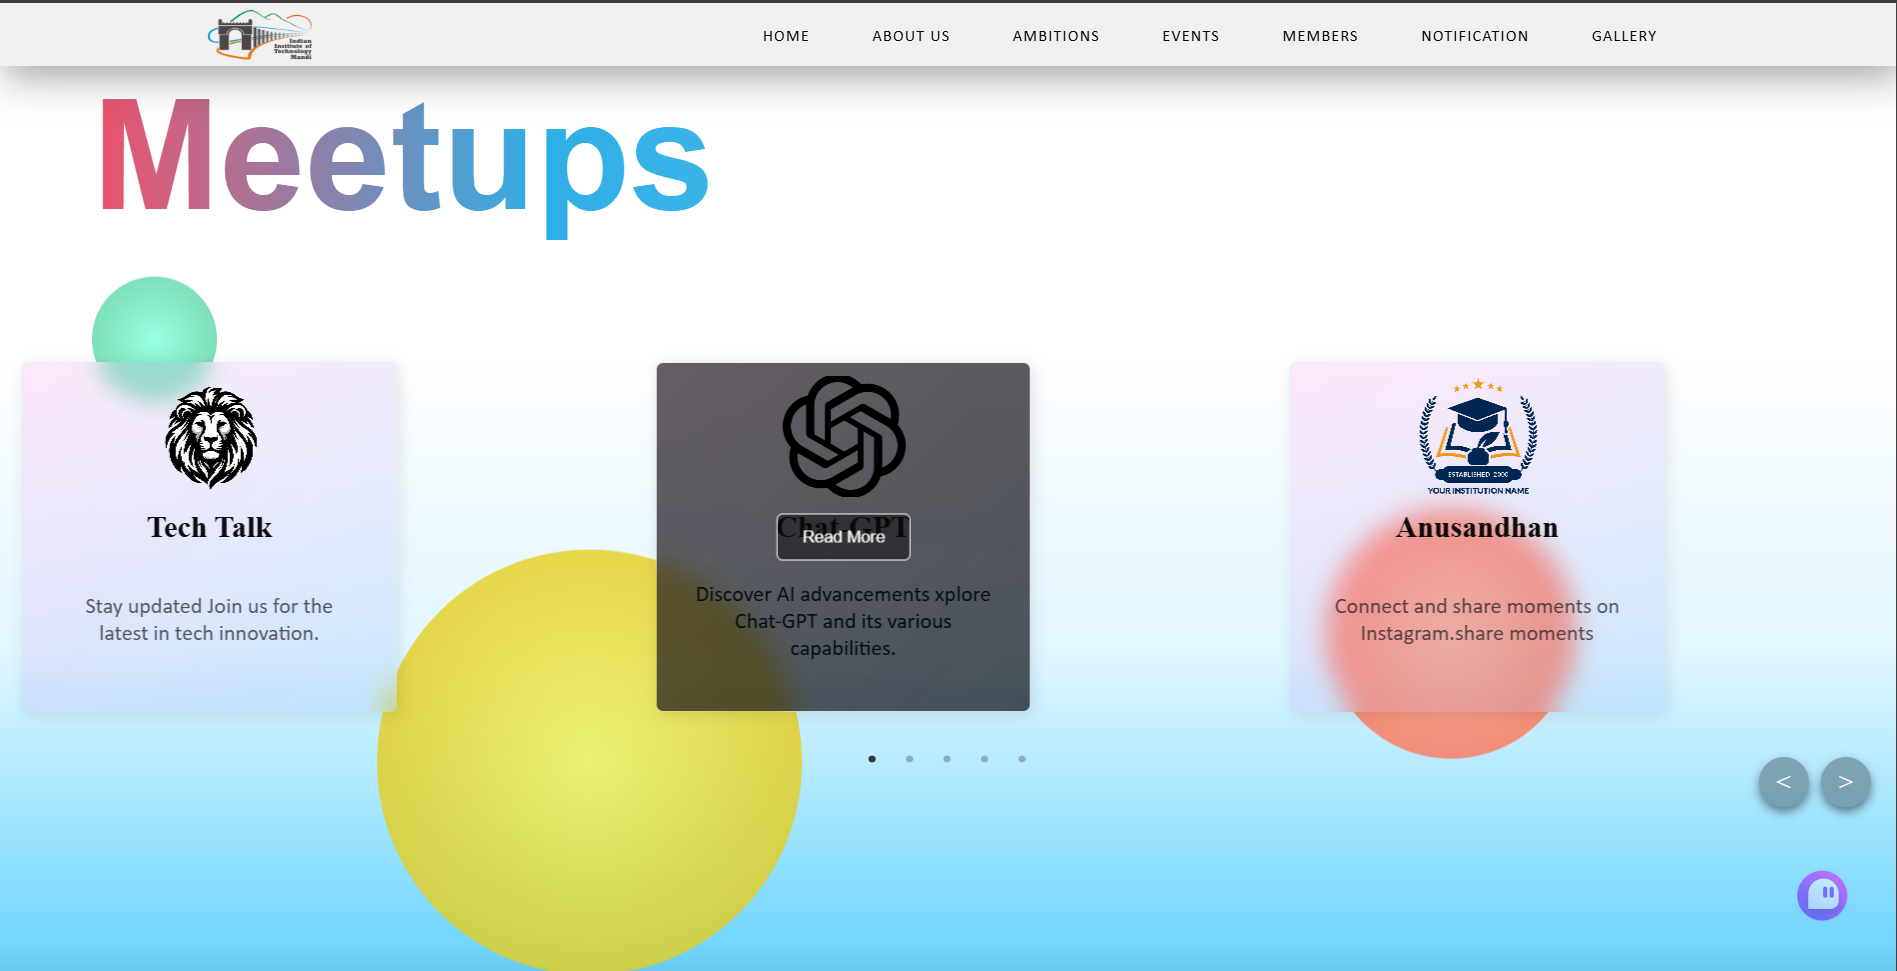 Indian
Institute of
Technology
Mandi
HOME
ABOUT US
AMBITIONS
EVENTS
MEMBERS
NOTIFICATION
GALLERY
Meetups
Tech Talk
Stay updated Join us for the
latest in tech innovation.
Chat-GPT
Read More
Discover AI advancements xplore
Chat-GPT and its various
capabilities.
ESTABLISHED 2000
YOUR INSTITUTION NAME
Anusandhan
Connect and share moments on
Instagram.share moments
<
>